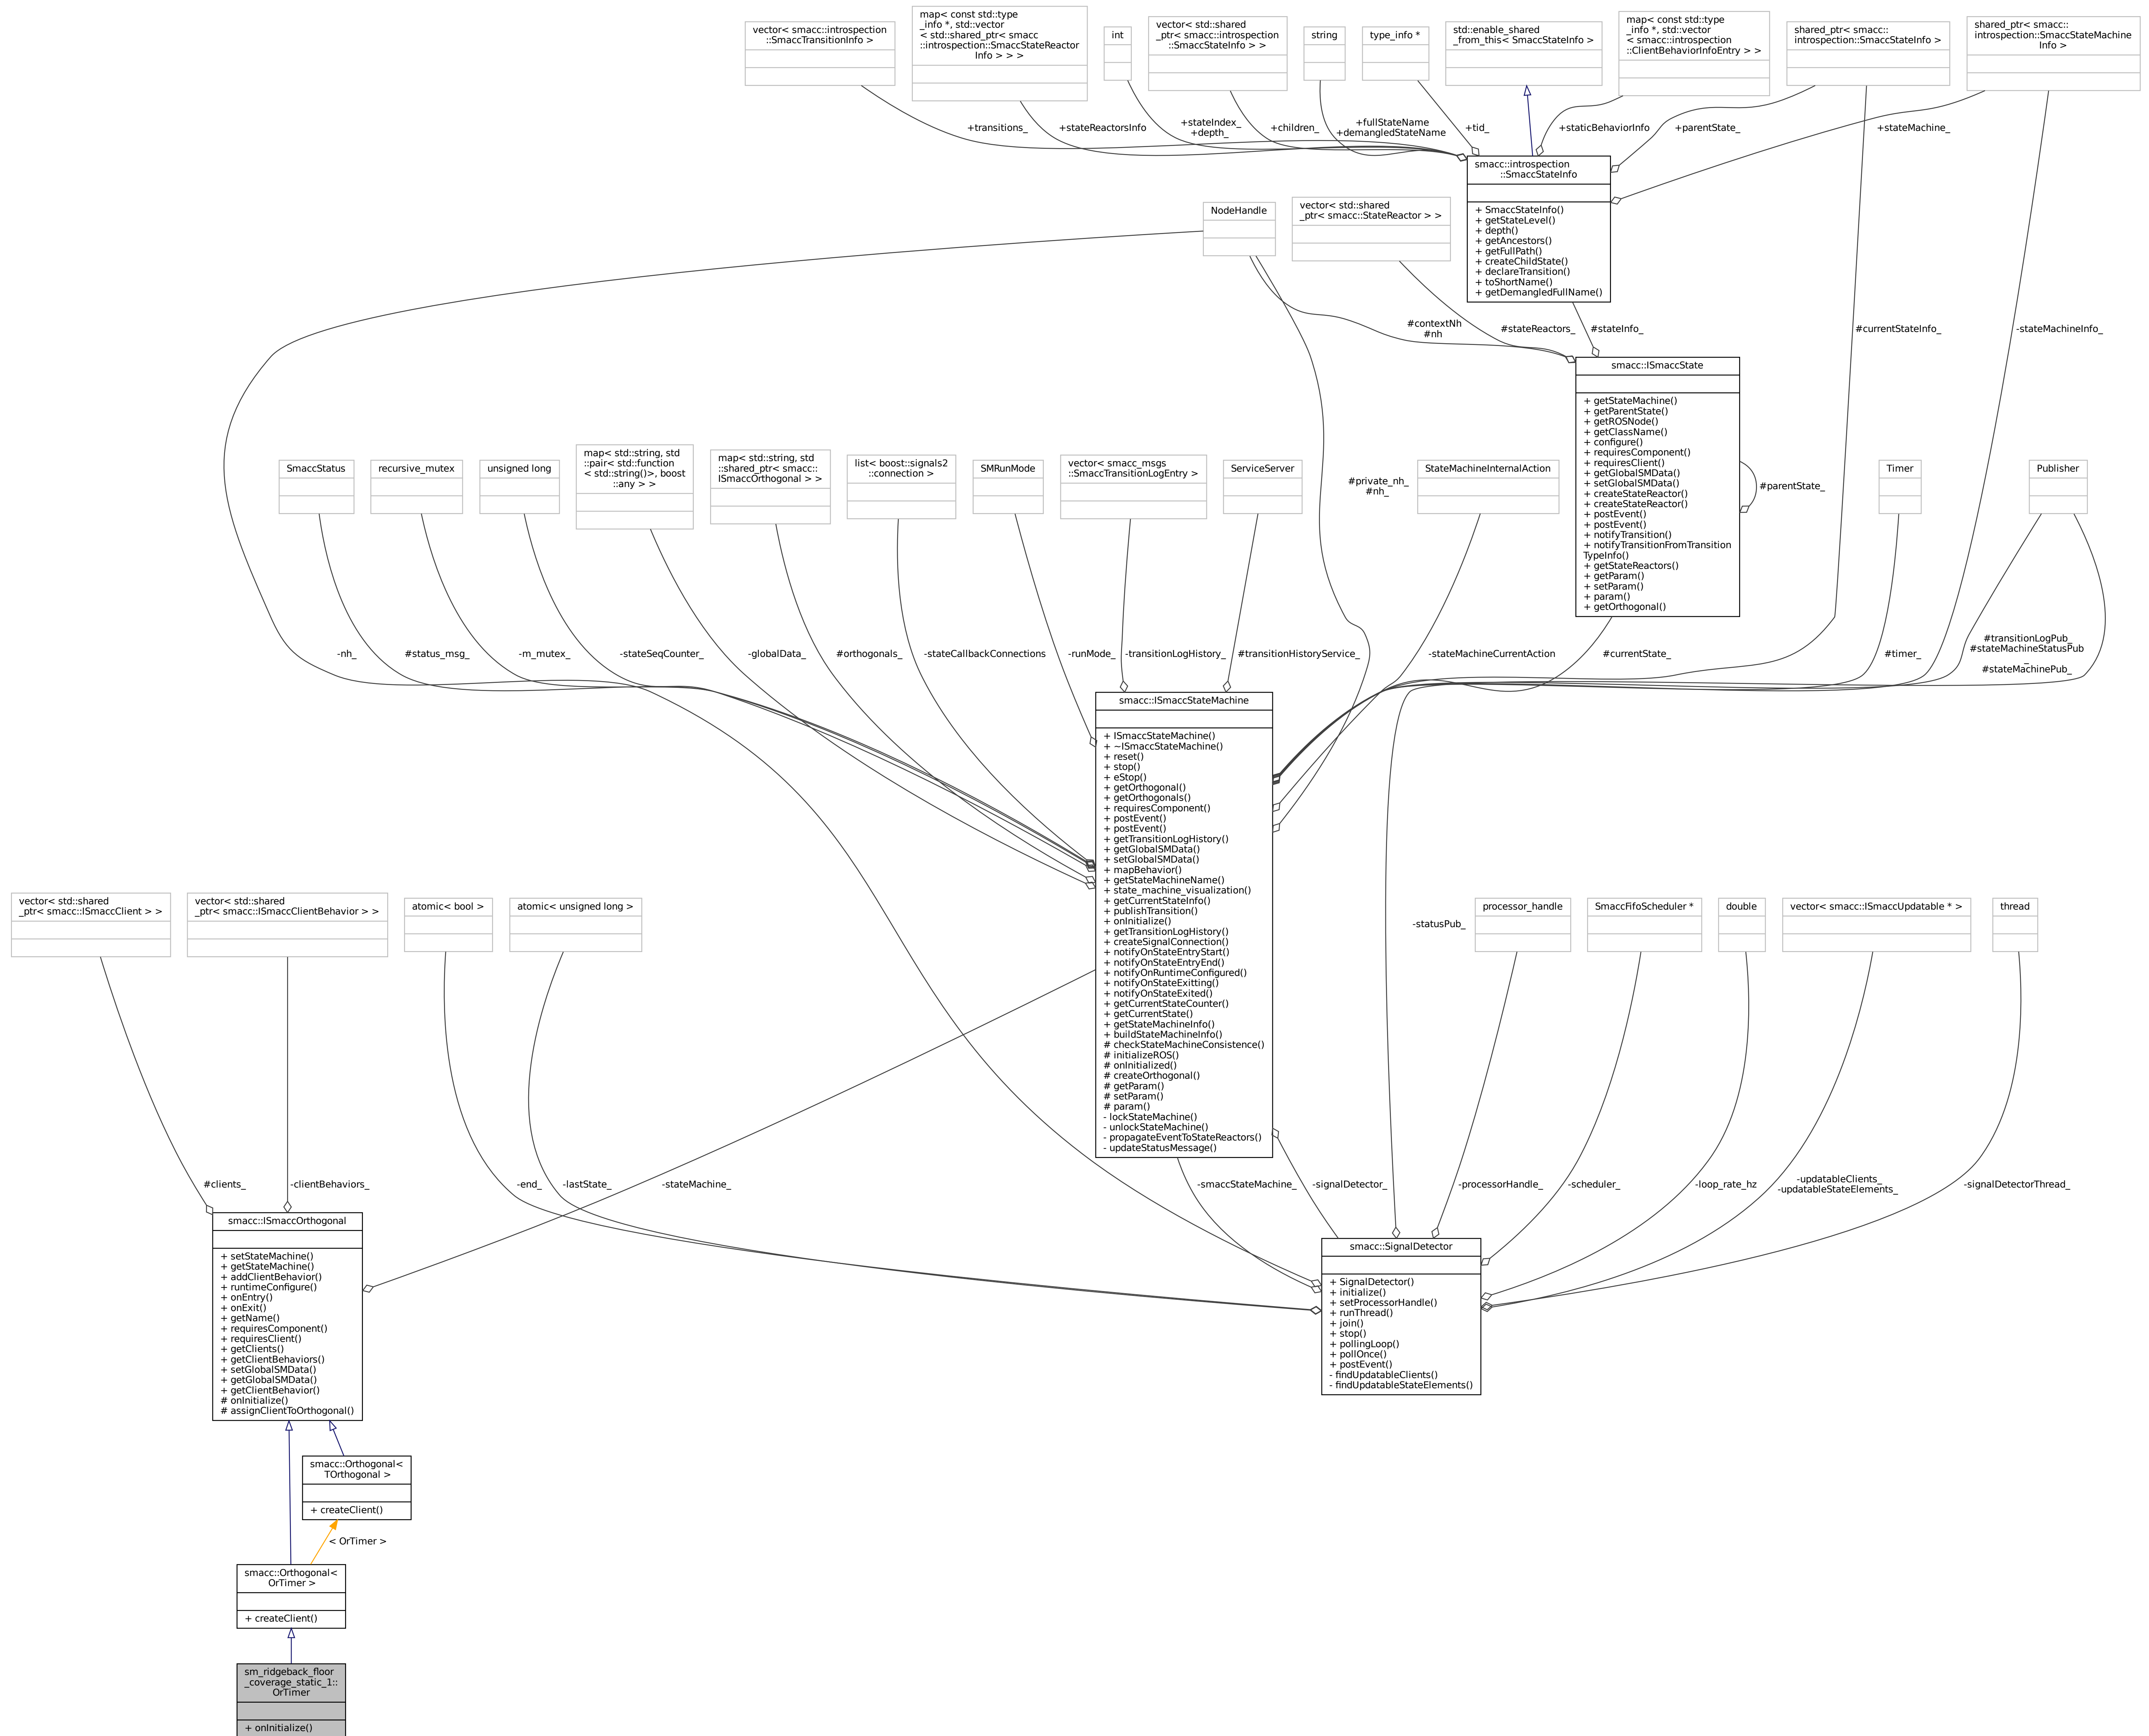 vector< smacc::introspection
::SmaccTransitionInfo >
map< const std::type
_info *, std::vector
< std::shared_ptr< smacc
::introspection::SmaccStateReactor
Info > > >
int
vector< std::shared
_ptr< smacc::introspection
::SmaccStateInfo > >
string
type_info *
std::enable_shared
_from_this< SmaccStateInfo >
map< const std::type
_info *, std::vector
< smacc::introspection
::ClientBehaviorInfoEntry > >
shared_ptr< smacc::
introspection::SmaccStateInfo >
shared_ptr< smacc::
introspection::SmaccStateMachine
Info >
+transitions_
+stateReactorsInfo
+stateIndex_
+depth_
+children_
+fullStateName
+demangledStateName
+tid_
+staticBehaviorInfo
+parentState_
+stateMachine_
smacc::introspection
::SmaccStateInfo
+ SmaccStateInfo()
+ getStateLevel()
+ depth()
+ getAncestors()
+ getFullPath()
+ createChildState()
+ declareTransition()
+ toShortName()
+ getDemangledFullName()
NodeHandle
vector< std::shared
_ptr< smacc::StateReactor > >
#contextNh
#nh
#stateReactors_
#stateInfo_
#currentStateInfo_
-stateMachineInfo_
smacc::ISmaccState
+ getStateMachine()
+ getParentState()
+ getROSNode()
+ getClassName()
+ configure()
+ requiresComponent()
+ requiresClient()
+ getGlobalSMData()
+ setGlobalSMData()
+ createStateReactor()
+ createStateReactor()
+ postEvent()
+ postEvent()
+ notifyTransition()
+ notifyTransitionFromTransition
TypeInfo()
+ getStateReactors()
+ getParam()
+ setParam()
+ param()
+ getOrthogonal()
#parentState_
SmaccStatus
recursive_mutex
unsigned long
map< std::string, std
::pair< std::function
< std::string()>, boost
::any > >
map< std::string, std
::shared_ptr< smacc::
ISmaccOrthogonal > >
list< boost::signals2
::connection >
SMRunMode
vector< smacc_msgs
::SmaccTransitionLogEntry >
ServiceServer
#private_nh_
#nh_
StateMachineInternalAction
Timer
Publisher
-nh_
#status_msg_
-m_mutex_
-stateSeqCounter_
-globalData_
#orthogonals_
-stateCallbackConnections
-runMode_
-transitionLogHistory_
#transitionHistoryService_
-stateMachineCurrentAction
#currentState_
#timer_
#transitionLogPub_
#stateMachineStatusPub
_
#stateMachinePub_
smacc::ISmaccStateMachine
+ ISmaccStateMachine()
+ ~ISmaccStateMachine()
+ reset()
+ stop()
+ eStop()
+ getOrthogonal()
+ getOrthogonals()
+ requiresComponent()
+ postEvent()
+ postEvent()
+ getTransitionLogHistory()
+ getGlobalSMData()
+ setGlobalSMData()
+ mapBehavior()
+ getStateMachineName()
+ state_machine_visualization()
+ getCurrentStateInfo()
+ publishTransition()
+ onInitialize()
+ getTransitionLogHistory()
+ createSignalConnection()
+ notifyOnStateEntryStart()
+ notifyOnStateEntryEnd()
+ notifyOnRuntimeConfigured()
+ notifyOnStateExitting()
+ notifyOnStateExited()
+ getCurrentStateCounter()
+ getCurrentState()
+ getStateMachineInfo()
+ buildStateMachineInfo()
# checkStateMachineConsistence()
# initializeROS()
# onInitialized()
# createOrthogonal()
# getParam()
# setParam()
# param()
- lockStateMachine()
- unlockStateMachine()
- propagateEventToStateReactors()
- updateStatusMessage()
vector< std::shared
_ptr< smacc::ISmaccClient > >
vector< std::shared
_ptr< smacc::ISmaccClientBehavior > >
atomic< bool >
atomic< unsigned long >
-statusPub_
processor_handle
SmaccFifoScheduler *
double
vector< smacc::ISmaccUpdatable * >
thread
#clients_
-clientBehaviors_
-end_
-lastState_
-stateMachine_
-smaccStateMachine_
-signalDetector_
-processorHandle_
-scheduler_
-loop_rate_hz
-updatableClients_
-updatableStateElements_
-signalDetectorThread_
smacc::ISmaccOrthogonal
+ setStateMachine()
+ getStateMachine()
+ addClientBehavior()
+ runtimeConfigure()
+ onEntry()
+ onExit()
+ getName()
+ requiresComponent()
+ requiresClient()
+ getClients()
+ getClientBehaviors()
+ setGlobalSMData()
+ getGlobalSMData()
+ getClientBehavior()
# onInitialize()
# assignClientToOrthogonal()
smacc::SignalDetector
+ SignalDetector()
+ initialize()
+ setProcessorHandle()
+ runThread()
+ join()
+ stop()
+ pollingLoop()
+ pollOnce()
+ postEvent()
- findUpdatableClients()
- findUpdatableStateElements()
smacc::Orthogonal<
TOrthogonal >
+ createClient()
< OrTimer >
smacc::Orthogonal<
OrTimer >
+ createClient()
sm_ridgeback_floor
_coverage_static_1::
OrTimer
+ onInitialize()